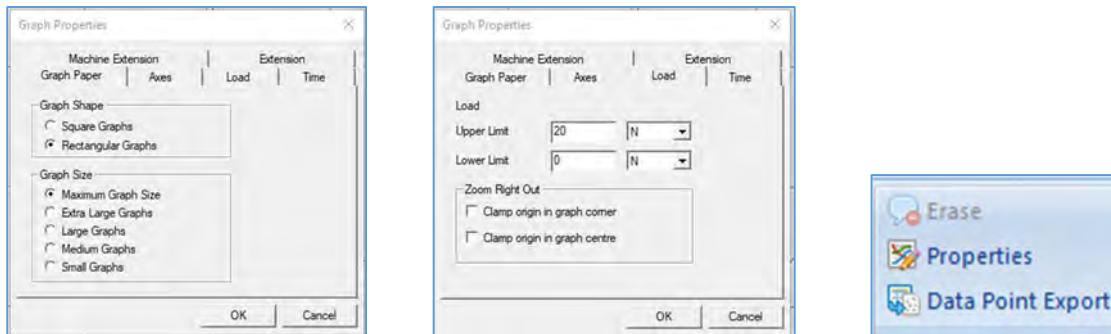 Graph Properties
Machine Extension Extension
Graph Paper Axes Load Time
Graph Shape
Square Graphs
Rectangular Graphs
Graph Size
Maximum Graph Size
Extra Large Graphs
Large Graphs
Medium Graphs
Small Graphs
OK Cancel
Graph Properties
Machine Extension Extension
Graph Paper Axes Load Time
Load
Upper Limit 20 N
Lower Limit 0 N
Zoom Right Out
Clamp origin in graph corner
Clamp origin in graph centre
OK Cancel
Erase
Properties
Data Point Export